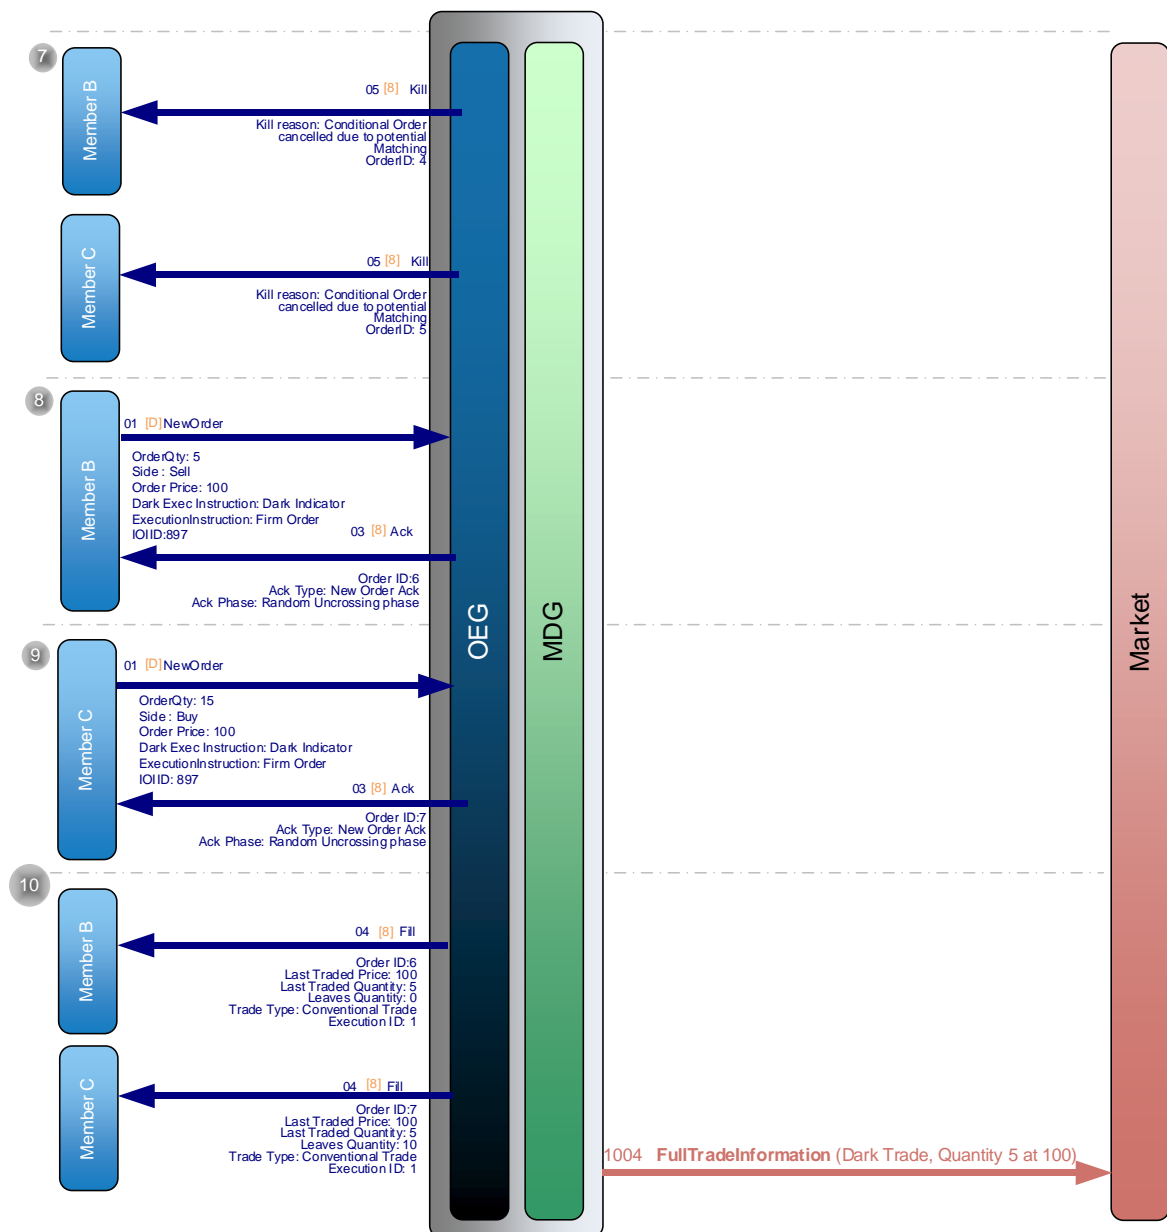 7
Member B
05 [8] Kill
Kill reason: Conditional Order
cancelled due to potential
Matching
OrderID: 4
Member C
05 [8] Kill
Kill reason: Conditional Order
cancelled due to potential
Matching
OrderID: 5
8
Member B
01 [D] NewOrder
OrderQty: 5
Side : Sell
Order Price: 100
Dark Exec Instruction: Dark Indicator
ExecutionInstruction: Firm Order
IOIID:897
03 [8] Ack
Order ID:6
Ack Type: New Order Ack
Ack Phase: Random Uncrossing phase
OEG
MDG
Market
9
Member C
01 [D] NewOrder
OrderQty: 15
Side : Buy
Order Price: 100
Dark Exec Instruction: Dark Indicator
ExecutionInstruction: Firm Order
IOIID: 897
03 [8] Ack
Order ID:7
Ack Type: New Order Ack
Ack Phase: Random Uncrossing phase
10
Member B
04 [8] Fill
Order ID:6
Last Traded Price: 100
Last Traded Quantity: 5
Leaves Quantity: 0
Trade Type: Conventional Trade
Execution ID: 1
Member C
04 [8] Fill
Order ID:7
Last Traded Price: 100
Last Traded Quantity: 5
Leaves Quantity: 10
Trade Type: Conventional Trade
Execution ID: 1
1004 FullTradeInformation (Dark Trade, Quantity 5 at 100)